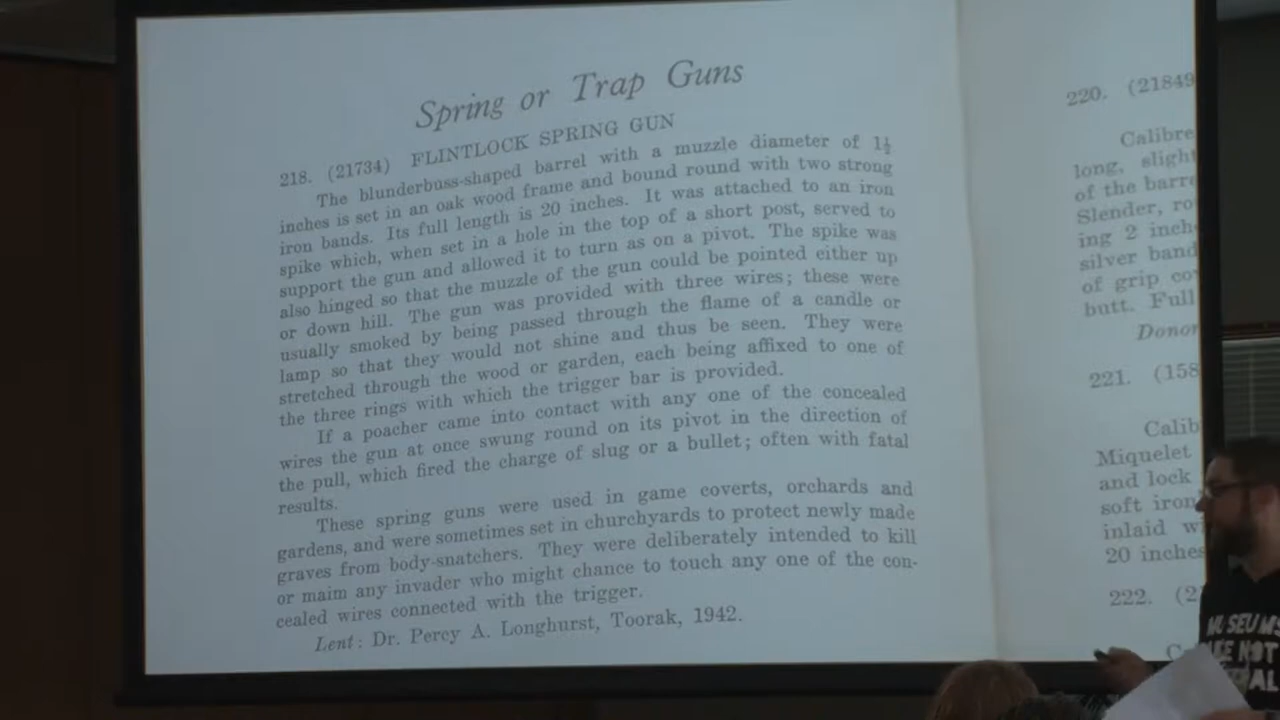 Spring or Trap Guns
218. (21734) FLINTLOCK SPRING GUN
The blunderbuss-shaped barrel with a muzzle diameter of 1½
inches is set in an oak wood frame and bound round with two strong
iron bands. Its full length is 20 inches. It was attached to an iron
spike which, when set in a hole in the top of a short post, served to
support the gun and allowed it to turn as on a pivot. The spike was
also hinged so that the muzzle of the gun could be pointed either up
or down hill. The gun was provided with three wires; these were
usually smoked by being passed through the flame of a candle or
lamp so that they would not shine and thus be seen. They were
stretched through the wood or garden, each being affixed to one of
the three rings with which the trigger bar is provided.
If a poacher came into contact with any one of the concealed
wires the gun at once swung round on its pivot in the direction of
the pull, which fired the charge of slug or a bullet; often with fatal
results.
These spring guns were used in game coverts, orchards and
gardens, and were sometimes set in churchyards to protect newly made
graves from body-snatchers. They were deliberately intended to kill
or maim any invader who might chance to touch any one of the con-
cealed wires connected with the trigger.
Lent: Dr. Percy A. Longhurst, Toorak, 1942.
220. (21849
Calibre
long, slight
of the barre
Slender, ro
ing 2 inch
silver band
of grip co
butt. Full
Donor
221. (158
Calib
Miquelet
and lock
soft iron
inlaid w
20 inches
222. (2
C
MUSEUMS
ARE NOT
AL